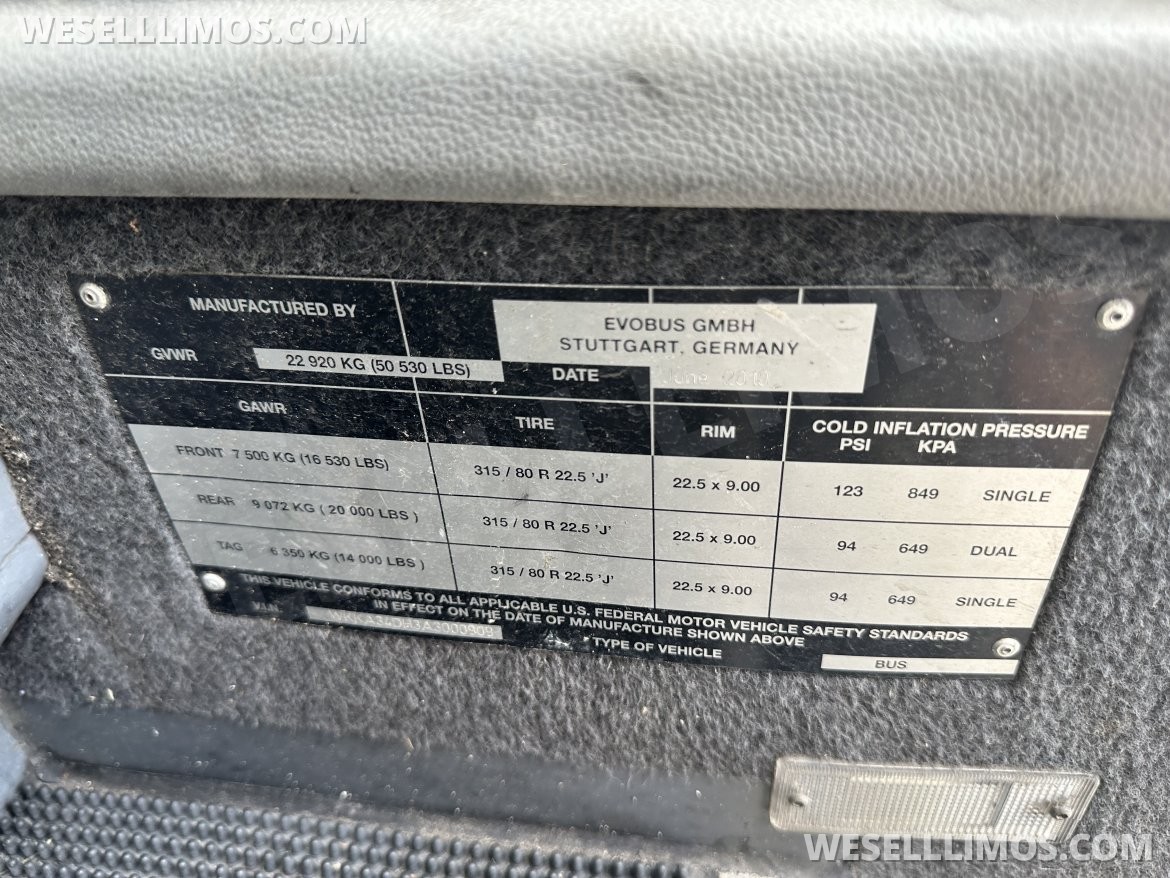 WESELLLIMOS.COM
MANUFACTURED BY
EVOBUS GMBH
STUTTGART, GERMANY
GVWR 22 920 KG (50 530 LBS) DATE
GAWR TIRE RIM COLD INFLATION PRESSURE
PSI KPA
FRONT 7 500 KG (16 530 LBS) 315 / 80 R 22.5 'J' 22.5 x 9.00 123 849 SINGLE
REAR 9 072 KG ( 20 000 LBS ) 315 / 80 R 22.5 'J' 22.5 x 9.00 94 649 DUAL
TAG 6 350 KG (14 000 LBS ) 315 / 80 R 22.5 'J' 22.5 x 9.00 94 649 SINGLE
THIS VEHICLE CONFORMS TO ALL APPLICABLE U.S. FEDERAL MOTOR VEHICLE SAFETY STANDARDS
IN EFFECT ON THE DATE OF MANUFACTURE SHOWN ABOVE
V.I.N. TYPE OF VEHICLE BUS
WESELLLIMOS.COM